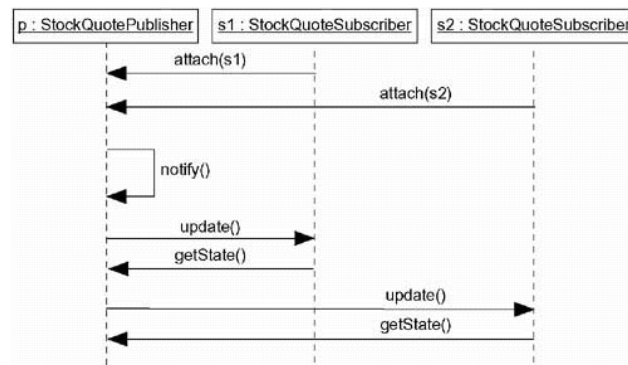 p : StockQuotePublisher s1 : StockQuoteSubscriber s2 : StockQuoteSubscriber
attach(s1)
attach(s2)
notify()
update()
getState()
update()
getState()